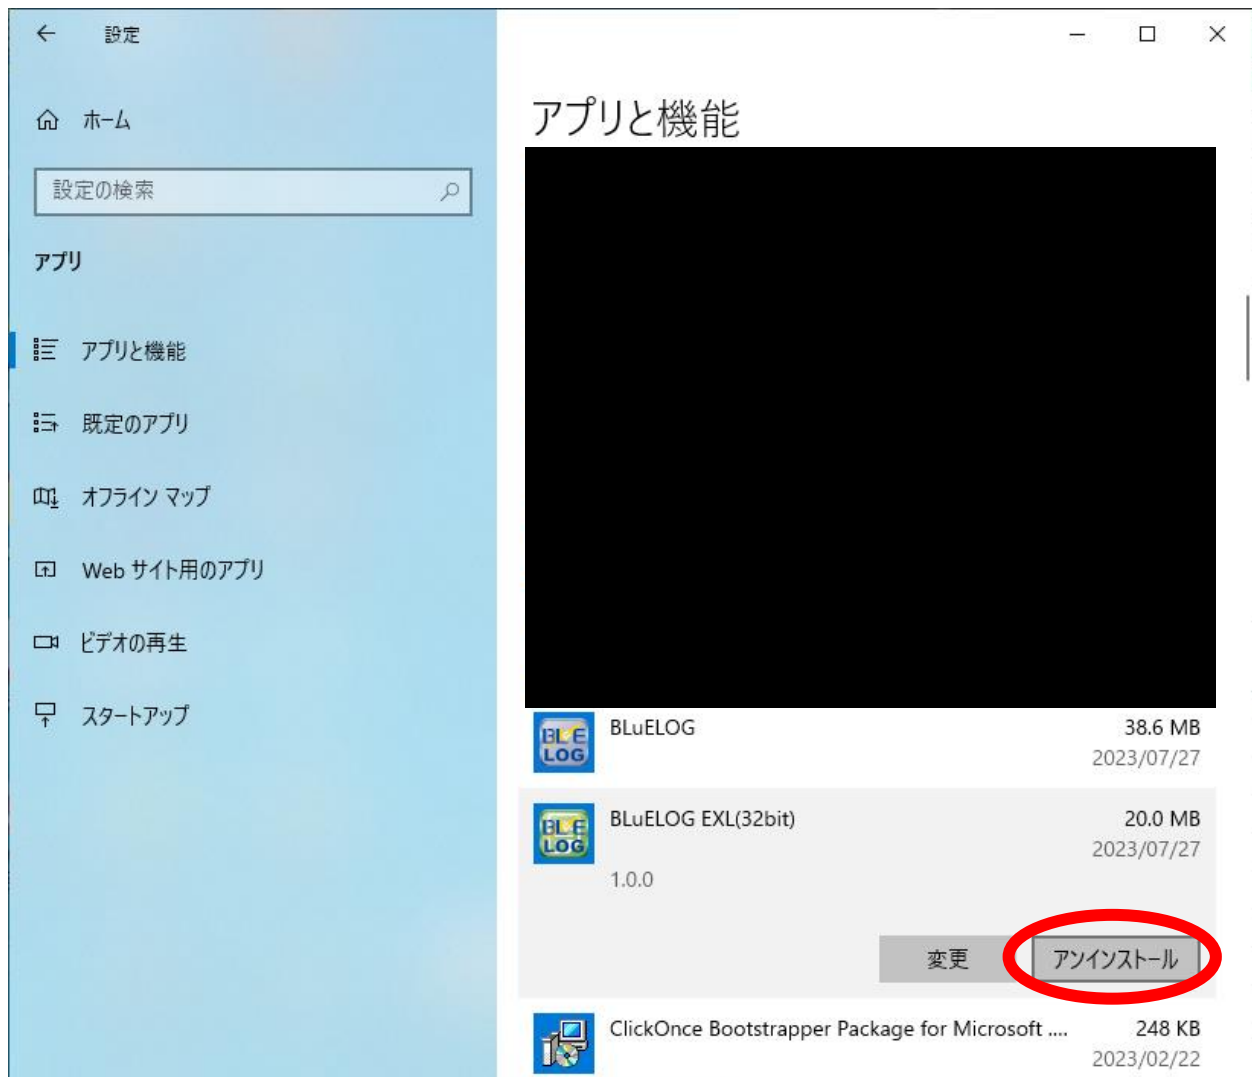 設定
ホーム
設定の検索
アプリ
アプリと機能
既定のアプリ
オフライン マップ
Web サイト用のアプリ
ビデオの再生
スタートアップ
アプリと機能
BLE LOG
BLuELOG 38.6 MB
2023/07/27
BLE LOG
BLuELOG EXL(32bit) 20.0 MB
2023/07/27
1.0.0
変更 アンインストール
ClickOnce Bootstrapper Package for Microsoft .... 248 KB
2023/02/22